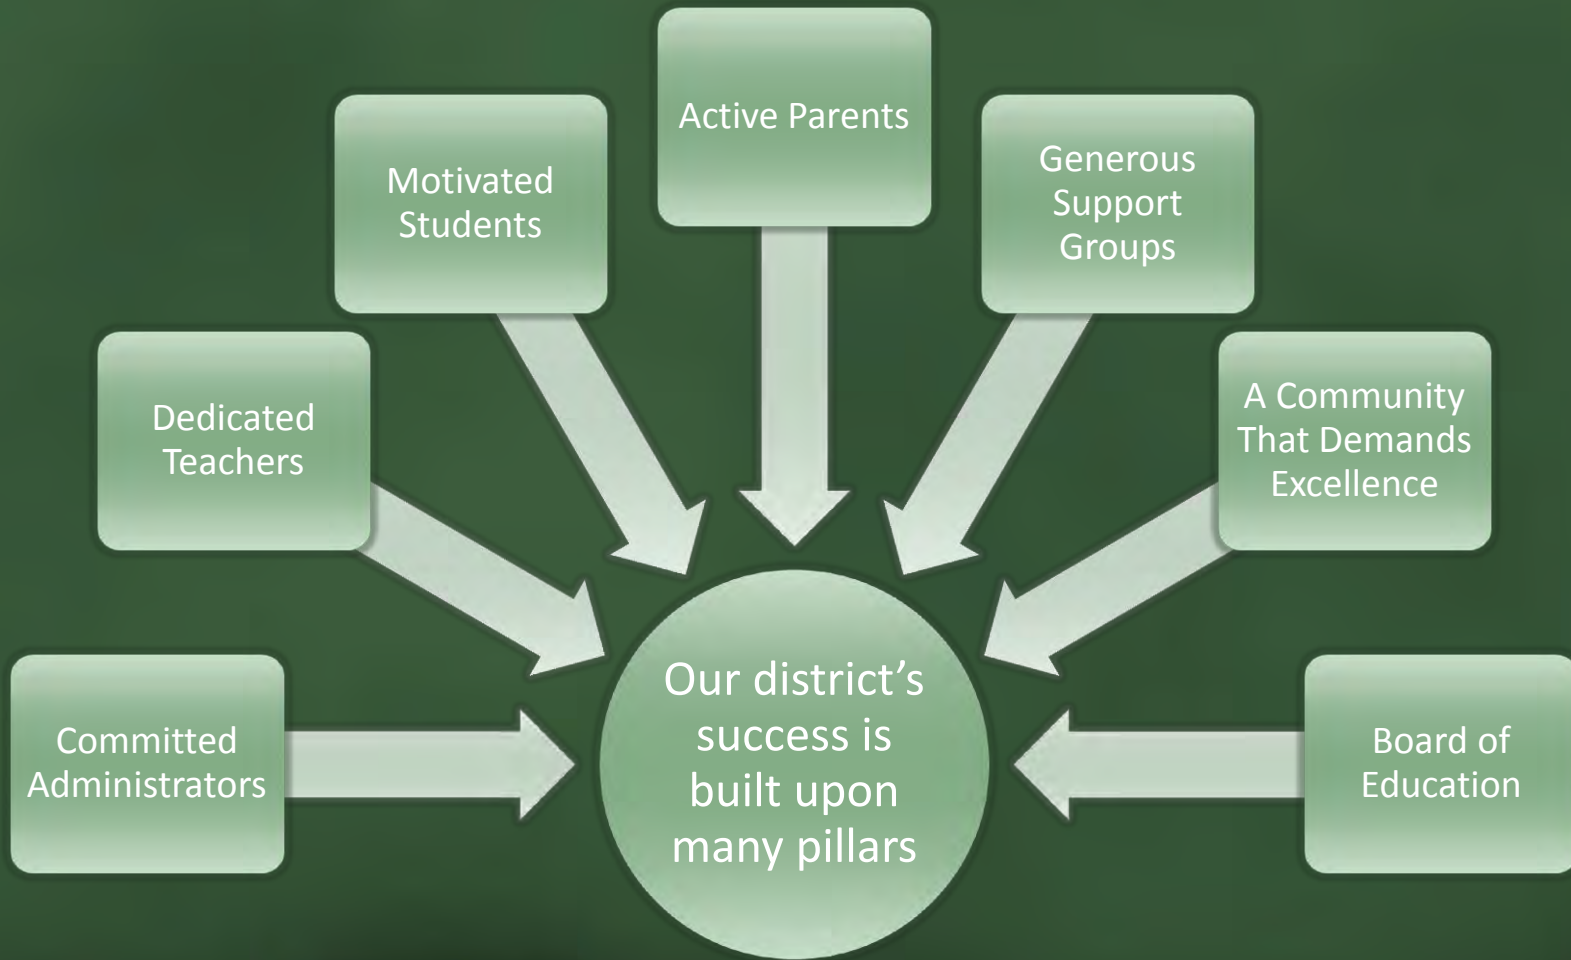 Active Parents
Motivated
Students
Generous
Support
Groups
Dedicated
Teachers
A Community
That Demands
Excellence
Committed
Administrators
Our district’s
success is
built upon
many pillars
Board of
Education